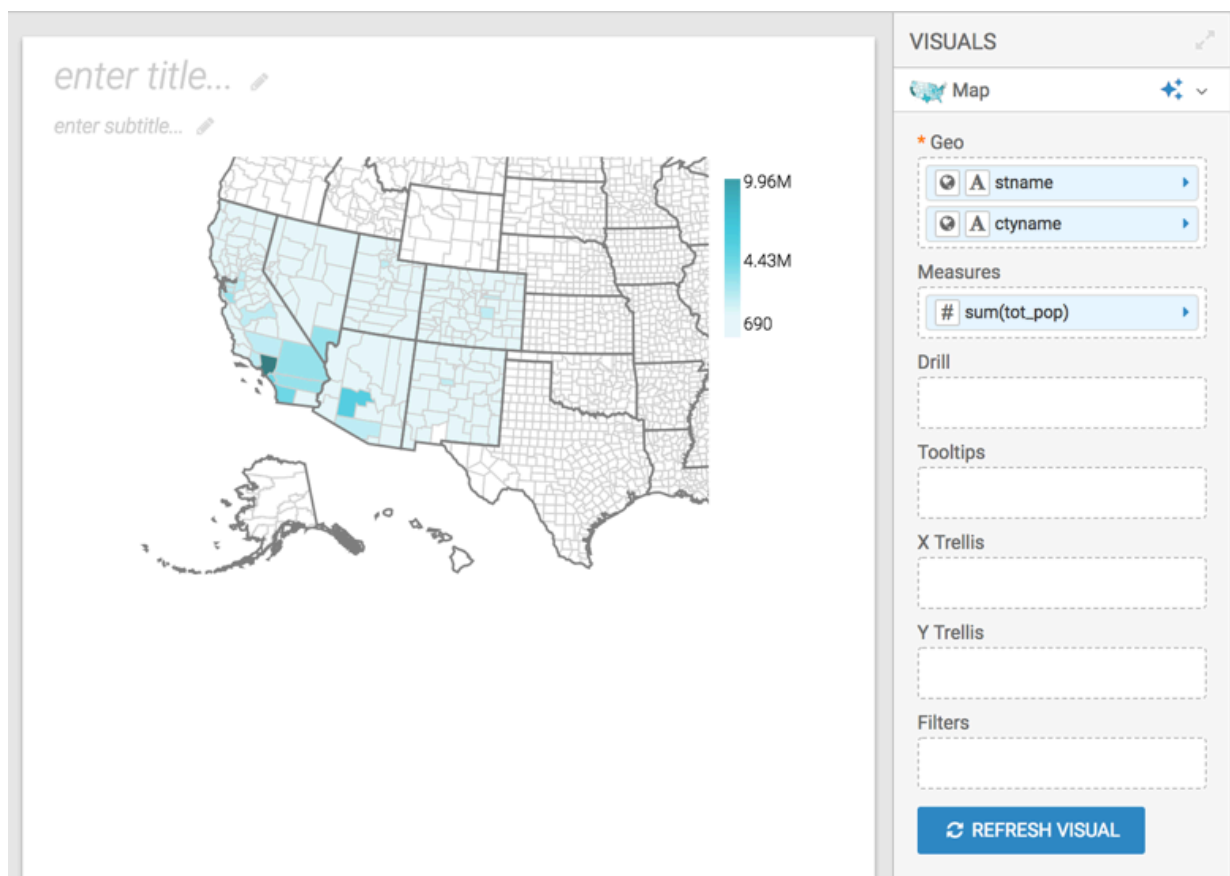 enter title...
enter subtitle...
9.96M
4.43M
690
VISUALS
Map
* Geo
A stname
A ctyname
Measures
# sum(tot_pop)
Drill
Tooltips
X Trellis
Y Trellis
Filters
REFRESH VISUAL